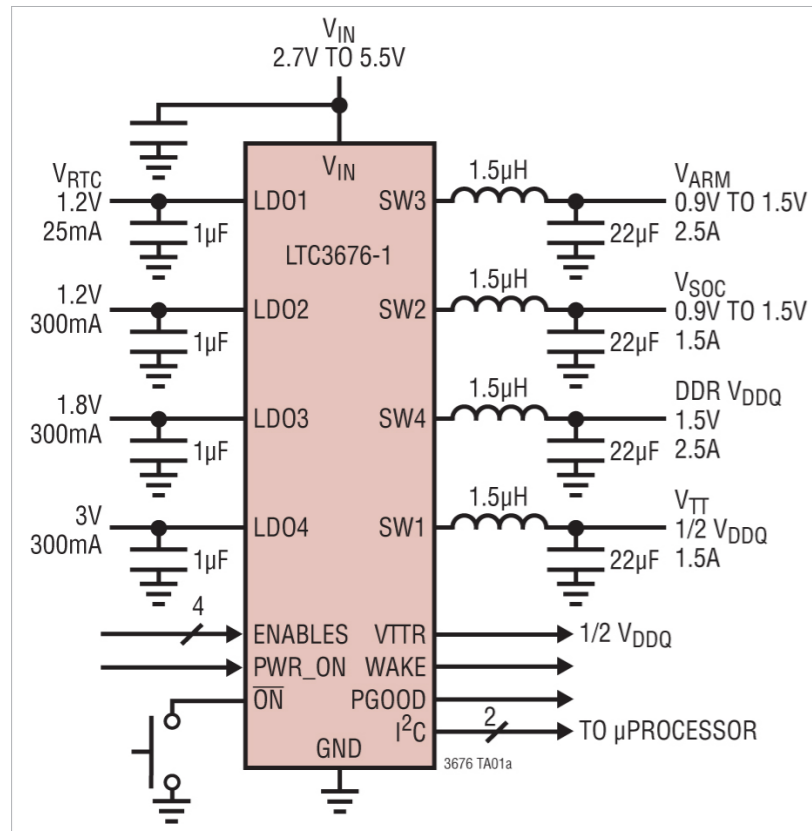 V_IN
2.7V TO 5.5V
V_IN
V_RTC
1.2V
25mA
1µF
LDO1
1.2V
300mA
1µF
LDO2
1.8V
300mA
1µF
LDO3
3V
300mA
1µF
LDO4
LTC3676-1
SW3
1.5µH
22µF
V_ARM
0.9V TO 1.5V
2.5A
SW2
1.5µH
22µF
V_SOC
0.9V TO 1.5V
1.5A
SW4
1.5µH
22µF
DDR V_DDQ
1.5V
2.5A
SW1
1.5µH
22µF
V_TT
1/2 V_DDQ
1.5A
4
ENABLES
PWR_ON
ON
GND
VTTR
1/2 V_DDQ
WAKE
PGOOD
I²C
2
TO µPROCESSOR
3676 TA01a